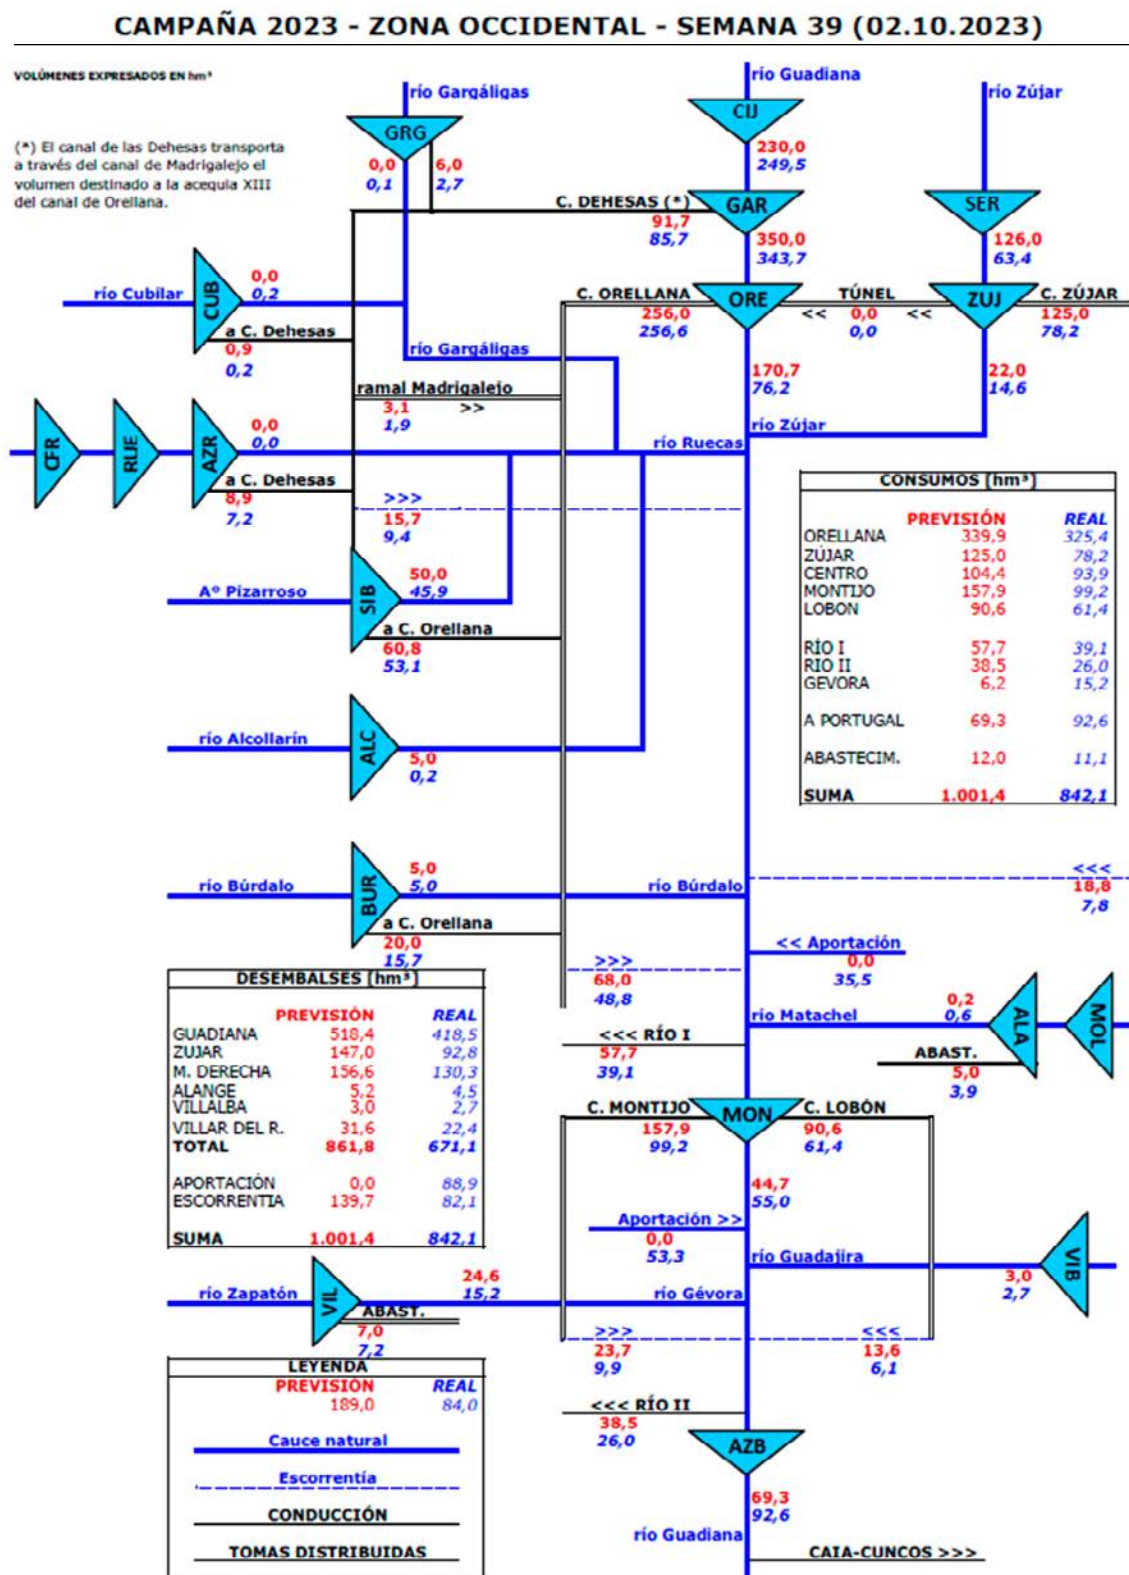 CAMPAÑA 2023 - ZONA OCCIDENTAL - SEMANA 39 (02.10.2023)
VOLÚMENES EXPRESADOS EN hm³
río Gargáligas
río Guadiana
río Zújar
GRG
CIJ
(*) El canal de las Dehesas transporta
a través del canal de Madrigalejo el
volumen destinado a la acequia XIII
del canal de Orellana.
0,0
0,1
6,0
2,7
230,0
249,5
C. DEHESAS (*)
91,7
85,7
GAR
SER
350,0
343,7
126,0
63,4
río Cubilar
CUB
0,0
0,2
a C. Dehesas
0,9
0,2
C. ORELLANA
256,0
256,6
ORE
TÚNEL
<< 0,0 <<
0,0
ZUJ
C. ZÚJAR
125,0
78,2
río Gargáligas
170,7
76,2
22,0
14,6
ramal Madrigalejo
3,1 >>
1,9
río Zújar
CFR
RUE
AZR
0,0
0,0
río Ruecas
a C. Dehesas
8,9
7,2
>>>
15,7
9,4
CONSUMOS [hm³]
PREVISIÓN REAL
ORELLANA 339,9 325,4
ZÚJAR 125,0 78,2
CENTRO 104,4 93,9
MONTIJO 157,9 99,2
LOBON 90,6 61,4
RÍO I 57,7 39,1
RIO II 38,5 26,0
GEVORA 6,2 15,2
A PORTUGAL 69,3 92,6
ABASTECIM. 12,0 11,1
SUMA 1.001,4 842,1
Aº Pizarroso
SIB
50,0
45,9
a C. Orellana
60,8
53,1
río Alcollarín
ALC
5,0
0,2
río Búrdalo
BUR
5,0
5,0
río Búrdalo
a C. Orellana
20,0
15,7
<<<
18,8
7,8
<< Aportación
0,0
35,5
>>>
68,0
48,8
DESEMBALSES [hm³]
PREVISIÓN REAL
GUADIANA 518,4 418,5
ZUJAR 147,0 92,8
M. DERECHA 156,6 130,3
ALANGE 5,2 4,5
VILLALBA 3,0 2,7
VILLAR DEL R. 31,6 22,4
TOTAL 861,8 671,1
APORTACIÓN 0,0 88,9
ESCORRENTIA 139,7 82,1
SUMA 1.001,4 842,1
río Matachel
0,2
0,6
ALA
MOL
ABAST.
5,0
3,9
<<< RÍO I
57,7
39,1
C. MONTIJO
157,9
99,2
MON
C. LOBÓN
90,6
61,4
44,7
55,0
Aportación >>
0,0
53,3
río Guadajira
VIB
3,0
2,7
río Zapatón
VIL
24,6
15,2
río Gévora
ABAST.
7,0
7,2
>>>
23,7
9,9
<<<
13,6
6,1
LEYENDA
PREVISIÓN REAL
189,0 84,0
Cauce natural
Escorrentía
CONDUCCIÓN
TOMAS DISTRIBUIDAS
<<< RÍO II
38,5
26,0
AZB
69,3
92,6
río Guadiana
CAIA-CUNCOS >>>